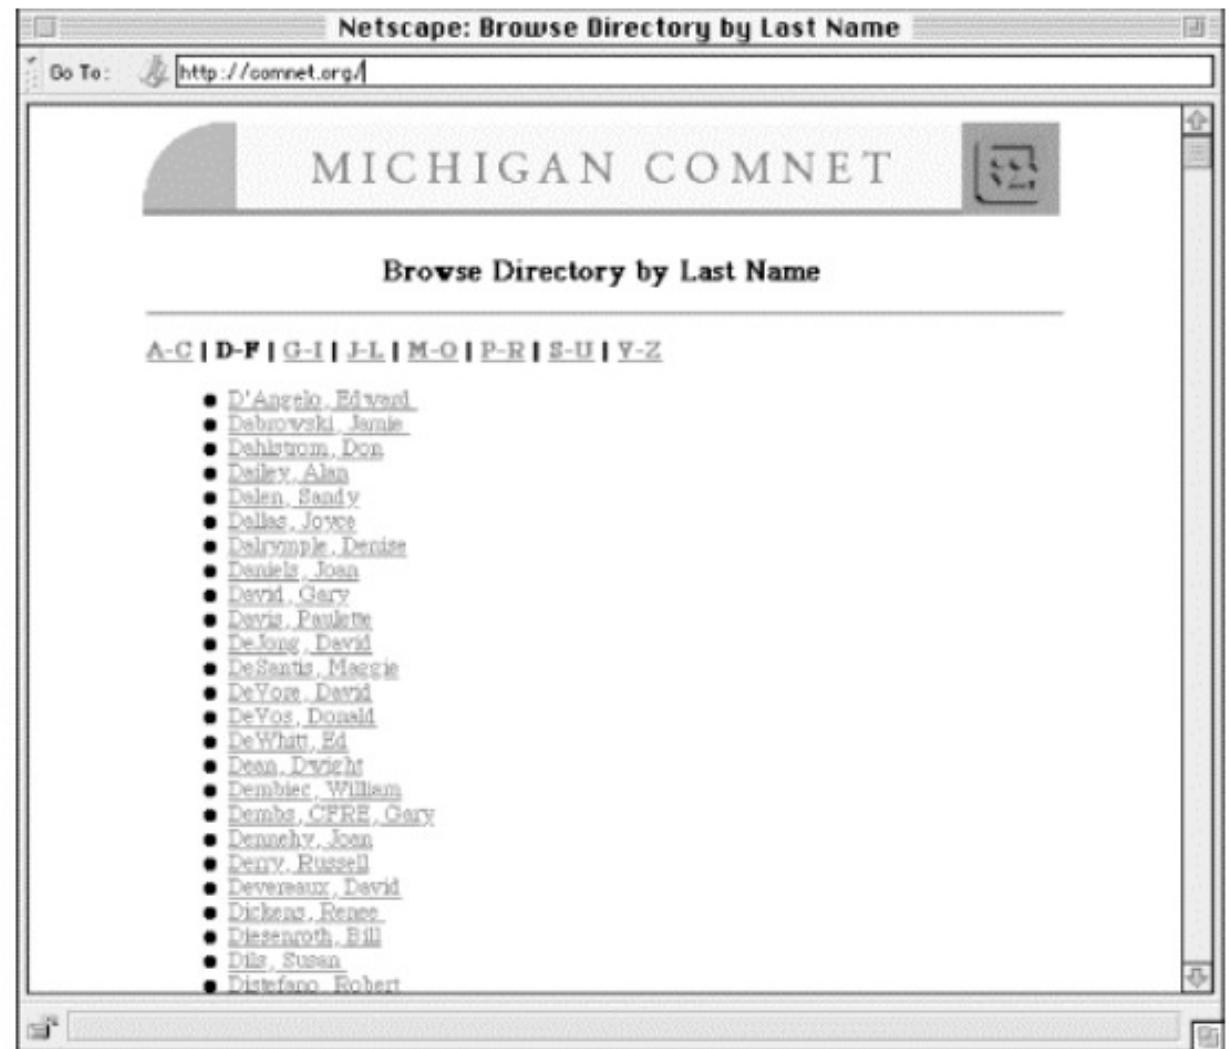 Netscape: Browse Directory by Last Name
Go To: http://comnet.org/
MICHIGAN COMNET
Browse Directory by Last Name
A-C | D-F | G-I | J-L | M-O | P-R | S-U | V-Z
D'Angelo, Edward
Dabrowski, Jamie
Dahlstrom, Don
Dailey, Alan
Dalen, Sandy
Dallas, Joyce
Dalrymple, Denise
Daniels, Joan
David, Gary
Davis, Paulette
DeJong, David
DeSantis, Maggie
DeVore, David
DeVos, Donald
DeWhitt, Ed
Dean, Dwight
Dembiec, William
Dembs, CFRE, Gary
Dennehy, Joan
Derry, Russell
Devereaux, David
Dickens, Renee
Diesenroth, Bill
Dils, Susan
Distefano, Robert